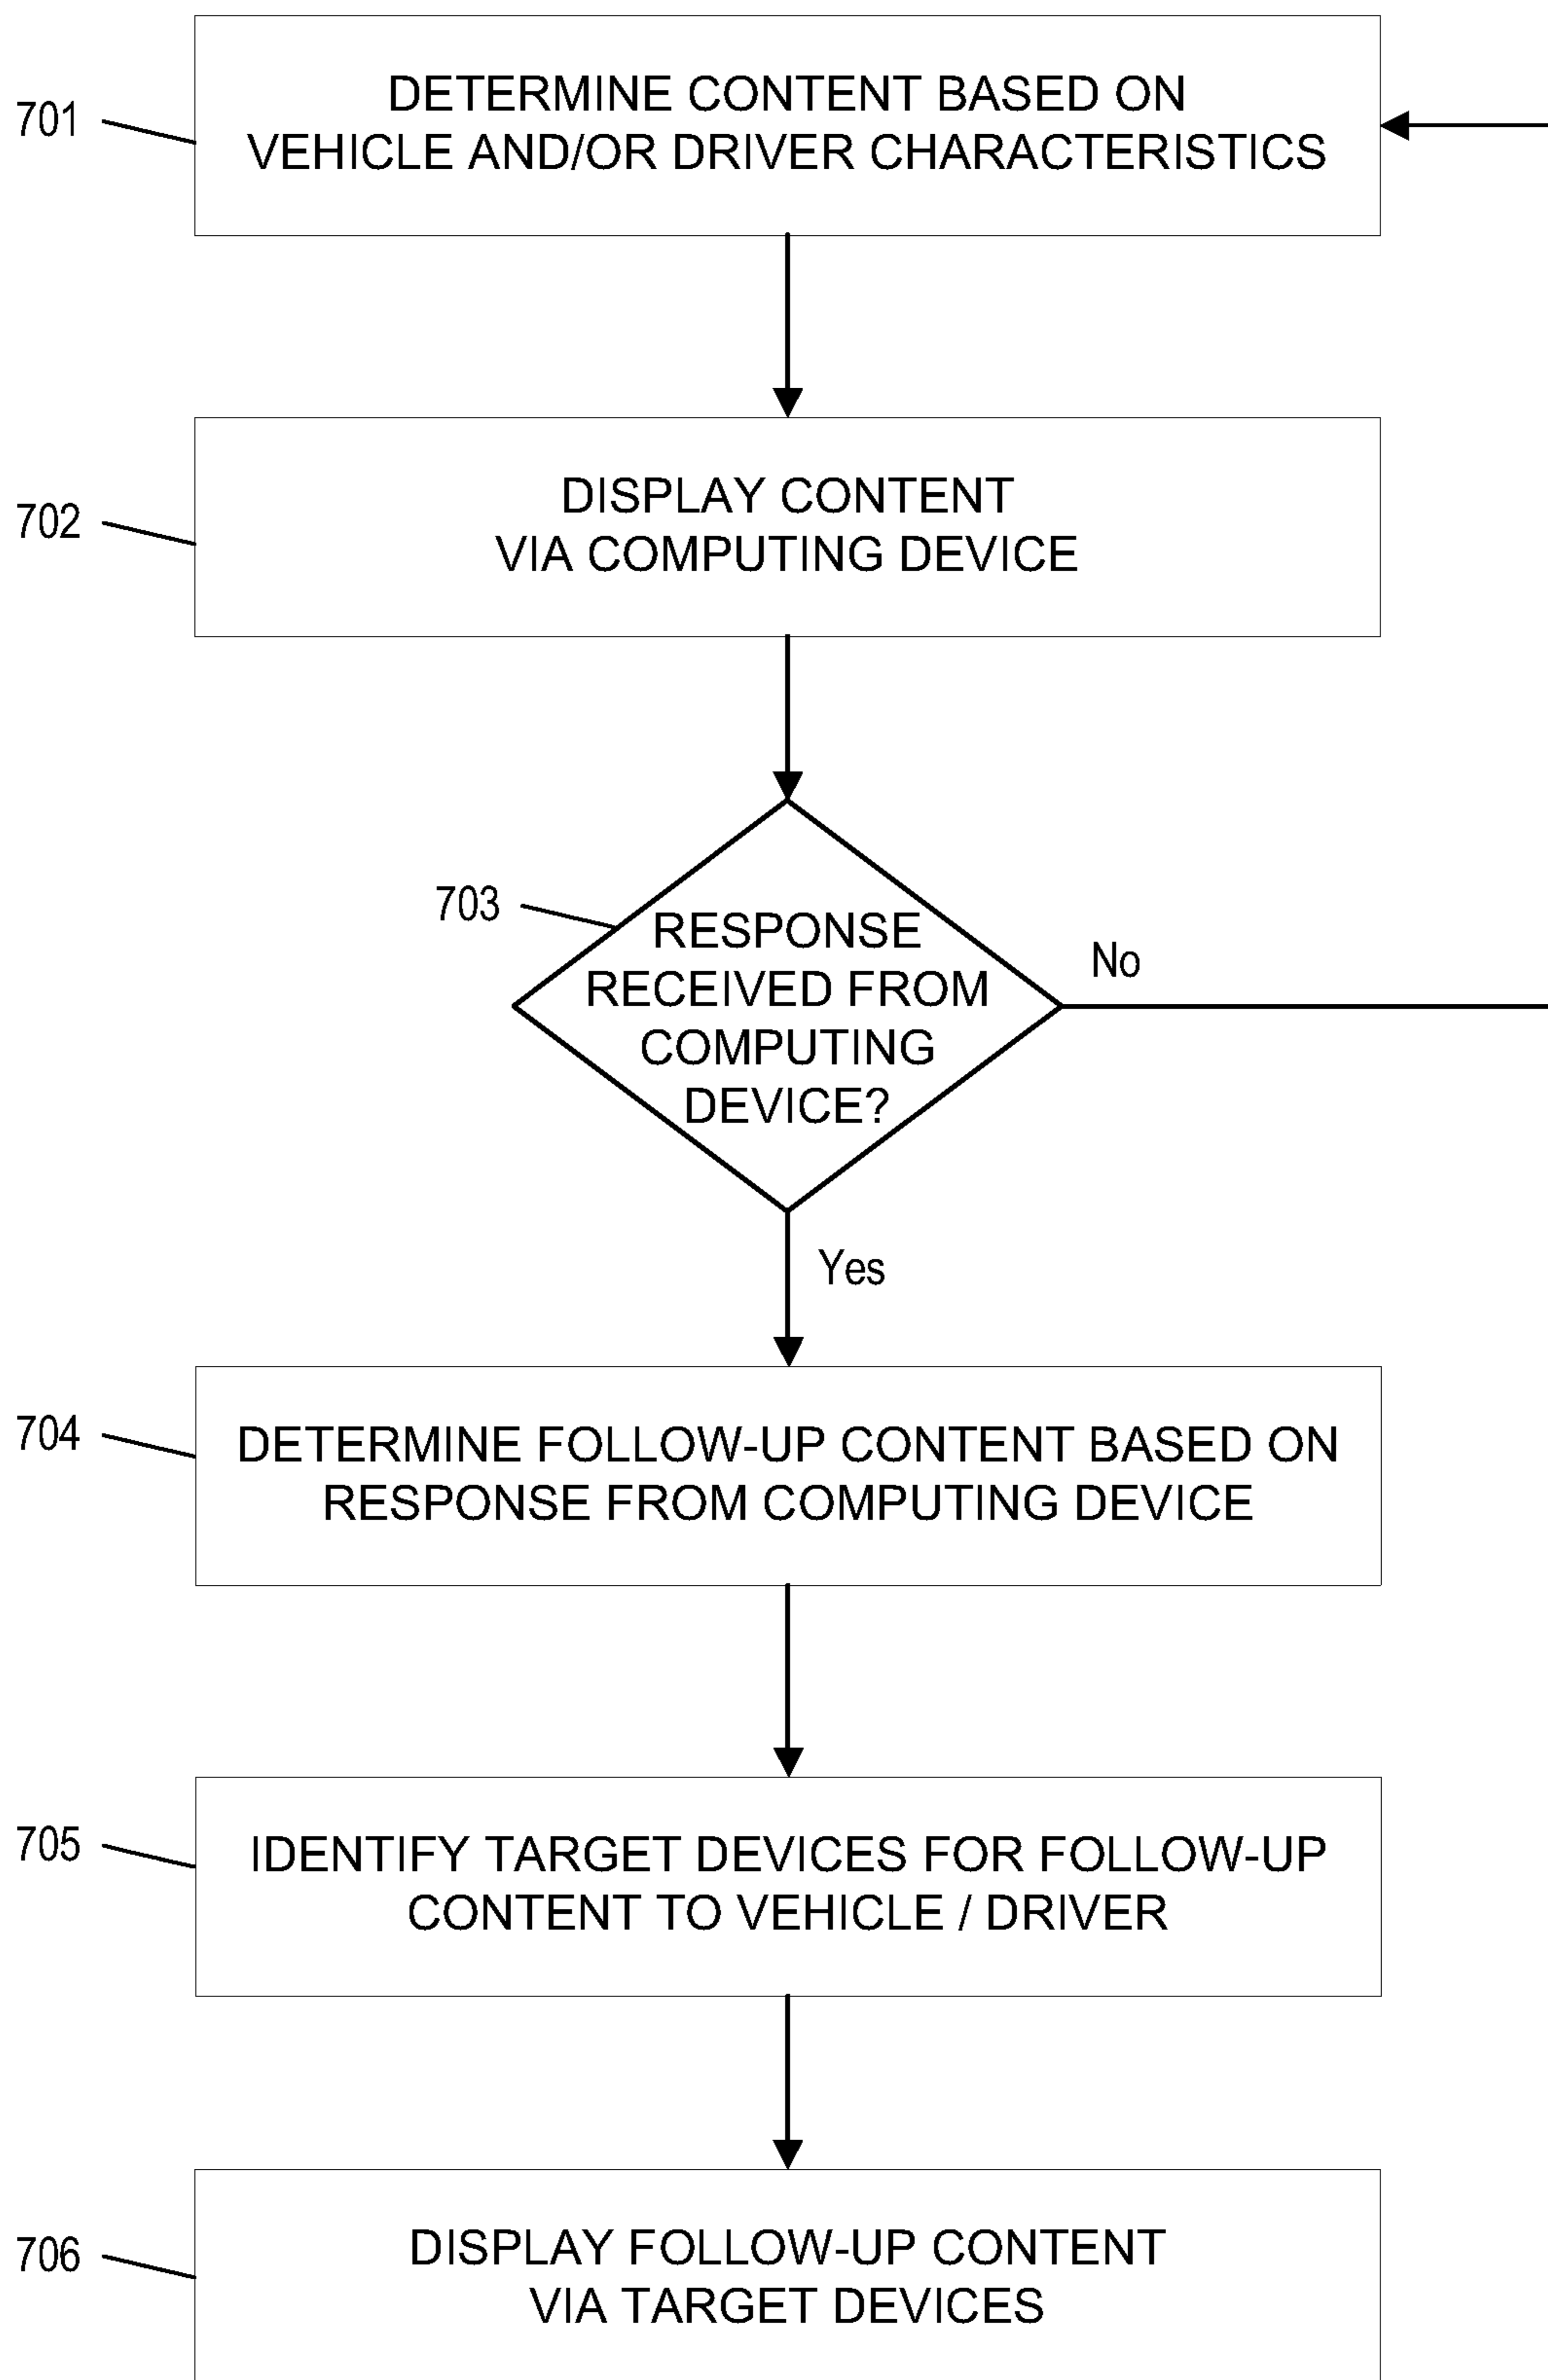 701
DETERMINE CONTENT BASED ON
VEHICLE AND/OR DRIVER CHARACTERISTICS
702
DISPLAY CONTENT
VIA COMPUTING DEVICE
703
RESPONSE
RECEIVED FROM
COMPUTING
DEVICE?
No
Yes
704
DETERMINE FOLLOW-UP CONTENT BASED ON
RESPONSE FROM COMPUTING DEVICE
705
IDENTIFY TARGET DEVICES FOR FOLLOW-UP
CONTENT TO VEHICLE / DRIVER
706
DISPLAY FOLLOW-UP CONTENT
VIA TARGET DEVICES